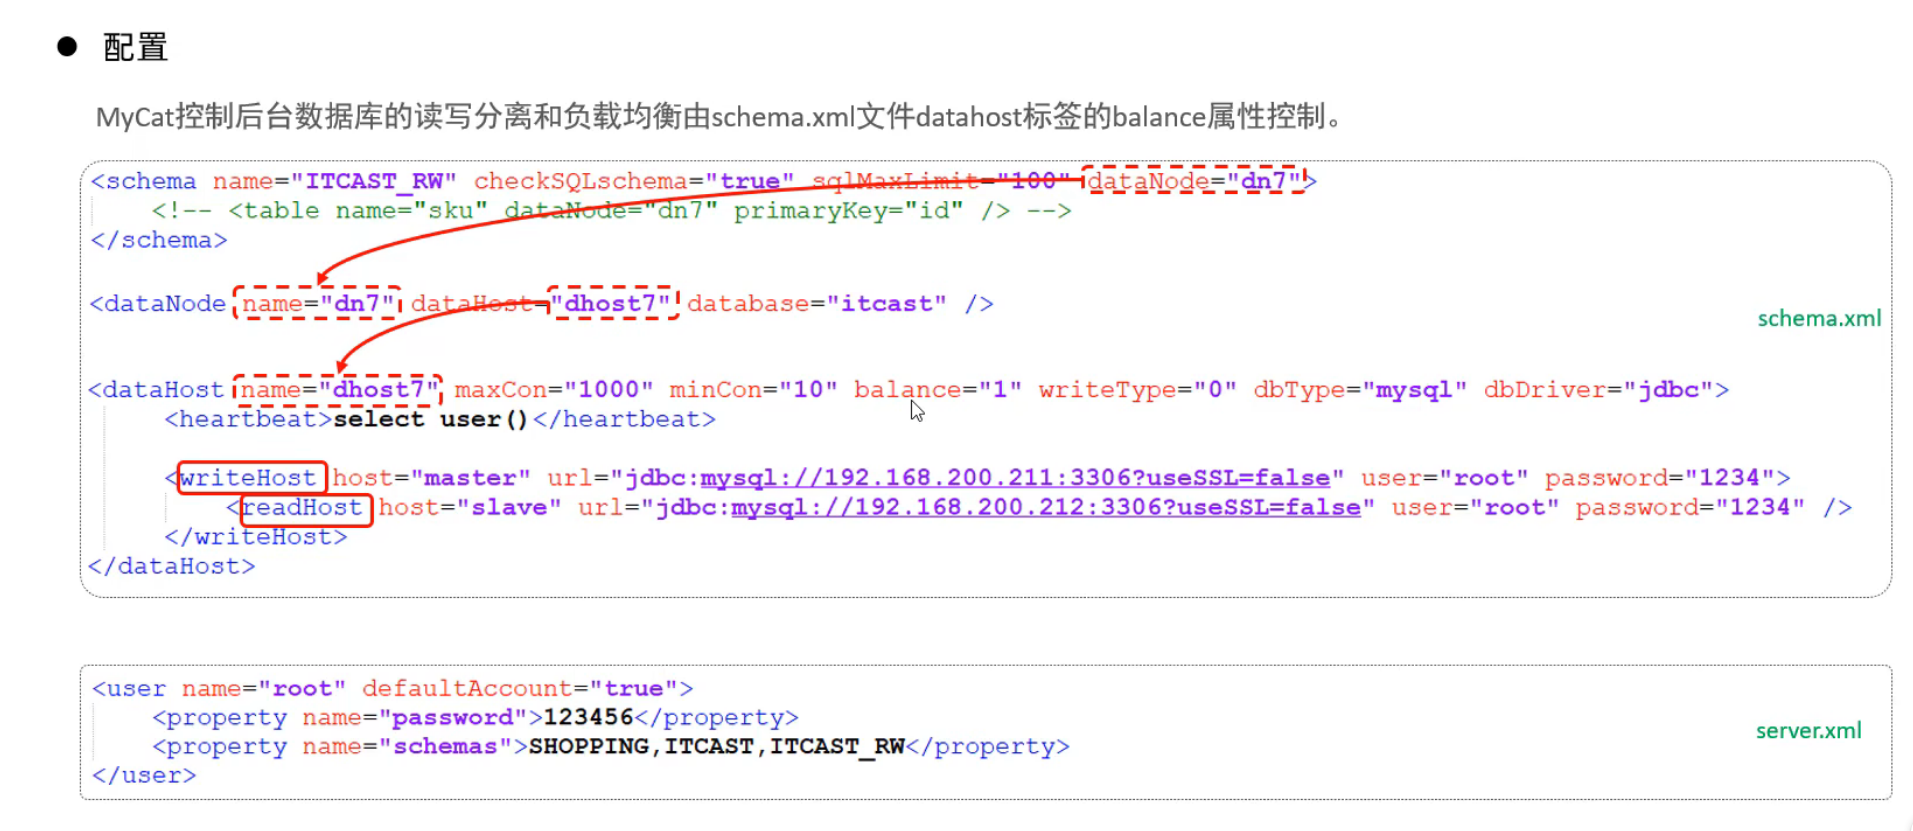 ● 配置
MyCat控制后台数据库的读写分离和负载均衡由schema.xml文件datahost标签的balance属性控制。
<schema name="ITCAST_RW" checkSQLschema="true" sqlMaxLimit="100" dataNode="dn7">
<!-- <table name="sku" dataNode="dn7" primaryKey="id" /> -->
</schema>
<dataNode name="dn7" dataHost="dhost7" database="itcast" />
schema.xml
<dataHost name="dhost7" maxCon="1000" minCon="10" balance="1" writeType="0" dbType="mysql" dbDriver="jdbc">
<heartbeat>select user()</heartbeat>
<writeHost host="master" url="jdbc:mysql://192.168.200.211:3306?useSSL=false" user="root" password="1234">
<readHost host="slave" url="jdbc:mysql://192.168.200.212:3306?useSSL=false" user="root" password="1234" />
</writeHost>
</dataHost>
<user name="root" defaultAccount="true">
<property name="password">123456</property>
<property name="schemas">SHOPPING,ITCAST,ITCAST_RW</property>
</user>
server.xml